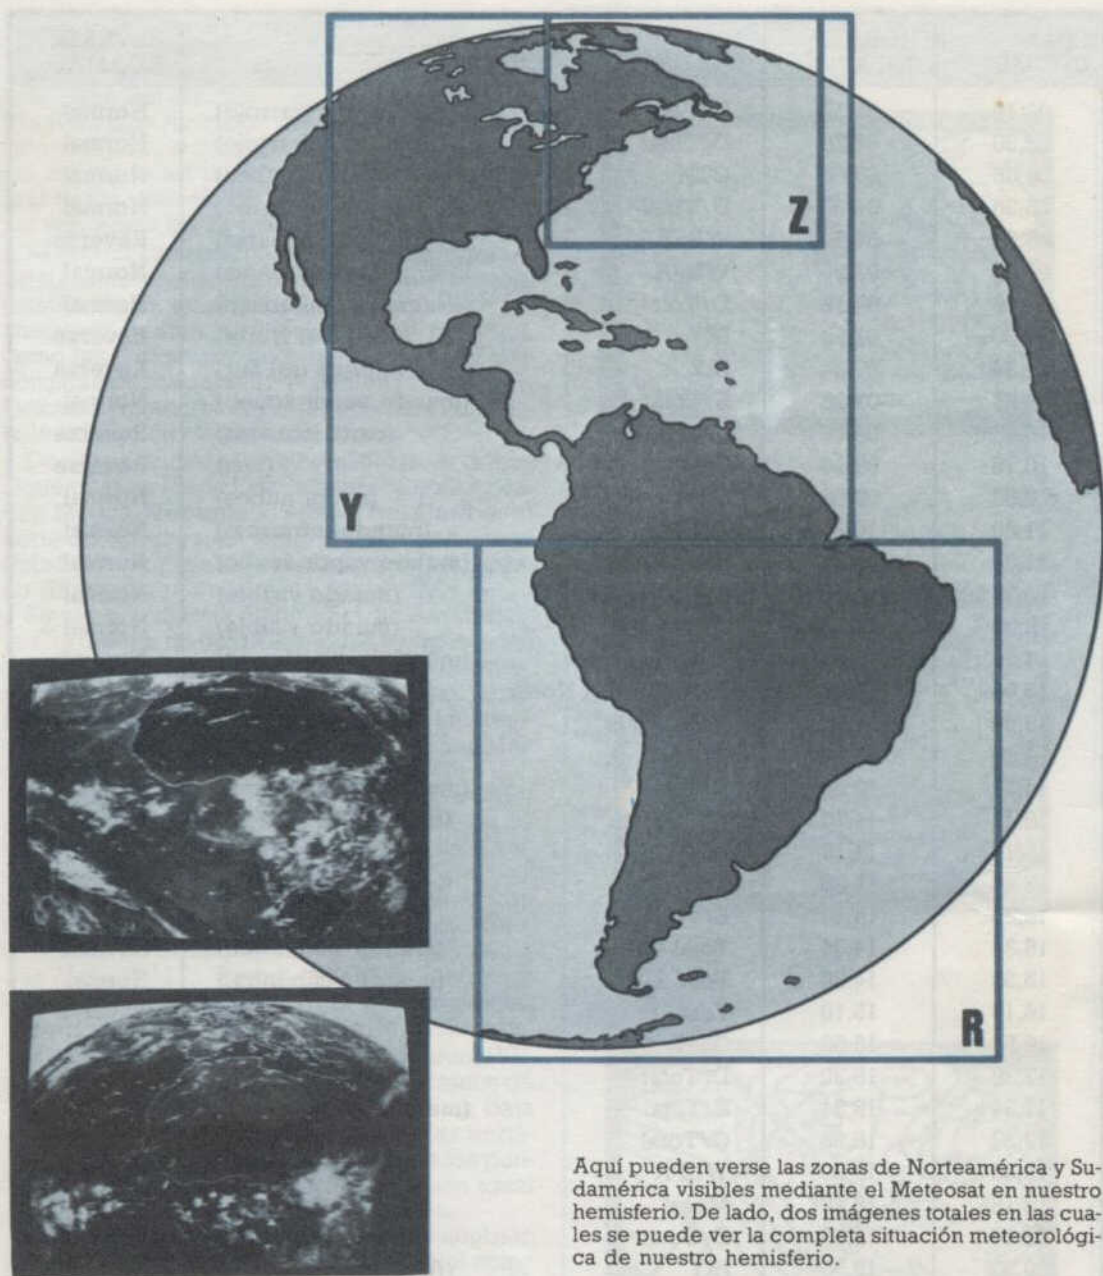 Z
Y
R
Aquí pueden verse las zonas de Norteamérica y Su-
damérica visibles mediante el Meteosat en nuestro
hemisferio. De lado, dos imágenes totales en las cua-
les se puede ver la completa situación meteorológi-
ca de nuestro hemisferio.